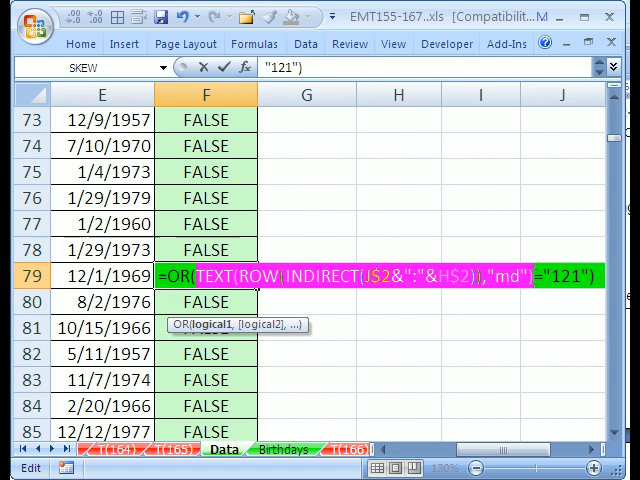 EMT155-167..xls [Compatibilit... M
Home Insert Page Layout Formulas Data Review View Developer Add-Ins
SKEW fx "121")
E F G H I J
73 12/9/1957 FALSE
74 7/10/1970 FALSE
75 1/4/1973 FALSE
76 1/29/1979 FALSE
77 1/2/1960 FALSE
78 1/29/1973 FALSE
79 12/1/1969 =OR(TEXT(ROW(INDIRECT(J$2&":"&H$2)),"md")="121")
80 8/2/1976 FALSE
81 10/15/1966
OR(logical1, [logical2], ...)
82 5/11/1957 FALSE
83 11/7/1974 FALSE
84 2/20/1966 FALSE
85 12/12/1977 FALSE
T(164) T(165) Data Birthdays T(166)
Edit 130%